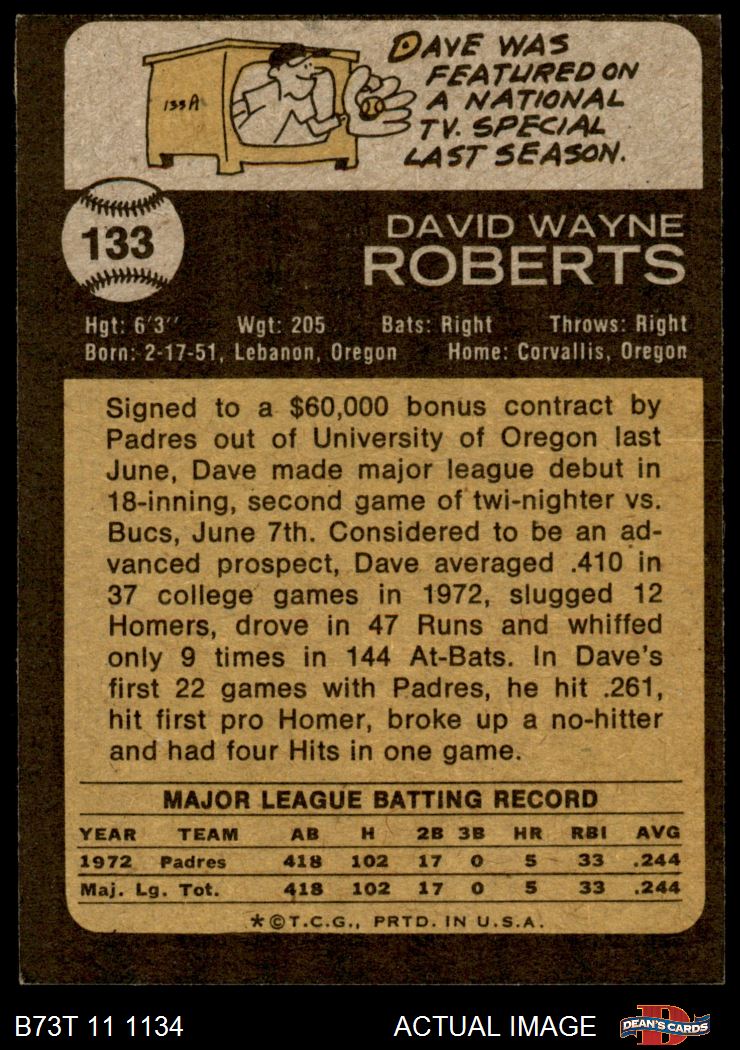 DAVE WAS
FEATURED ON
A NATIONAL
TV. SPECIAL
LAST SEASON.
133A
133
DAVID WAYNE
ROBERTS
Hgt: 6'3" Wgt: 205 Bats: Right Throws: Right
Born: 2-17-51, Lebanon, Oregon Home: Corvallis, Oregon
Signed to a $60,000 bonus contract by
Padres out of University of Oregon last
June, Dave made major league debut in
18-inning, second game of twi-nighter vs.
Bucs, June 7th. Considered to be an ad-
vanced prospect, Dave averaged .410 in
37 college games in 1972, slugged 12
Homers, drove in 47 Runs and whiffed
only 9 times in 144 At-Bats. In Dave's
first 22 games with Padres, he hit .261,
hit first pro Homer, broke up a no-hitter
and had four Hits in one game.
MAJOR LEAGUE BATTING RECORD
YEAR TEAM AB H 2B 3B HR RBI AVG
1972 Padres 418 102 17 0 5 33 .244
Maj. Lg. Tot. 418 102 17 0 5 33 .244
*©T.C.G., PRTD. IN U.S.A.
B73T 11 1134 ACTUAL IMAGE D DEAN'S CARDS